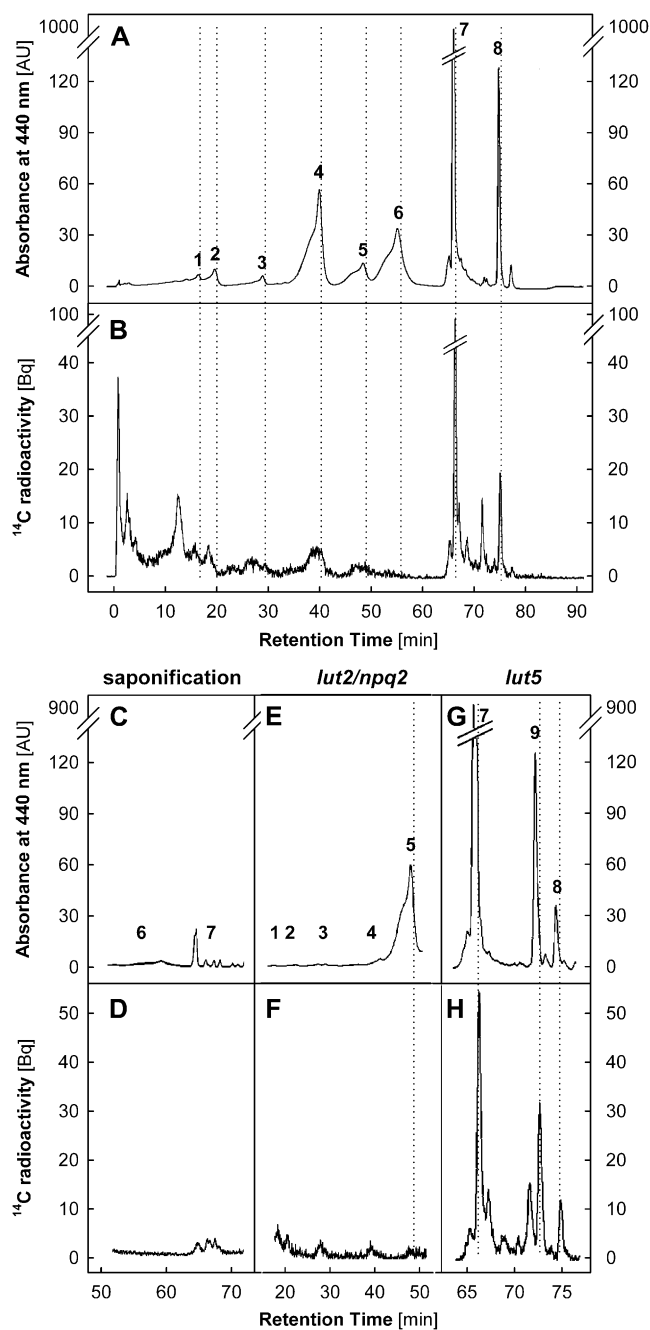 1000 1000
A
7
8
120 120
90 90
60 60
30 30
0 0
Absorbance at 440 nm [AU]
1 2 3 4 5 6
100 100
B
40 40
30 30
20 20
10 10
0 0
14C radioactivity [Bq]
0 10 20 30 40 50 60 70 80 90
Retention Time [min]
saponification lut2/npq2 lut5
900 900
C E G
7
9
120 120
90 90
60 60
30 30
0 0
Absorbance at 440 nm [AU]
6 7
1 2 3 4 5
8
D F H
50 50
40 40
30 30
20 20
10 10
0 0
14C radioactivity [Bq]
50 60 70 20 30 40 50 65 70 75
Retention Time [min]